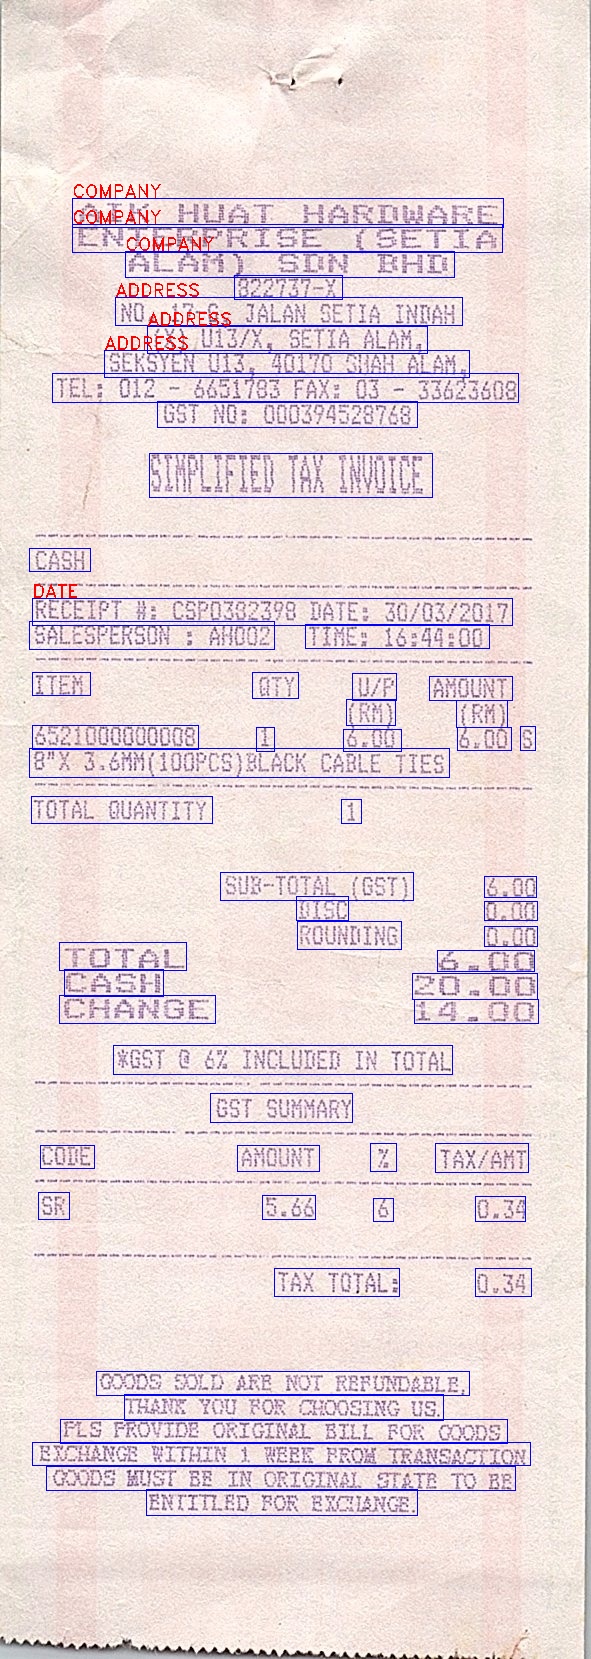 COMPANY
AIK HUAT HARDWARE
COMPANY
ENTERPRISE (SETIA
COMPANY
ALAM) SDN BHD
822737-X
ADDRESS
NO. 17-G, JALAN SETIA INDAH
ADDRESS
(X) U13/X, SETIA ALAM,
ADDRESS
SEKSYEN U13, 40170 SHAH ALAM,
TEL: 012 - 6651783 FAX: 03 - 33623608
GST NO: 000394528768
SIMPLIFIED TAX INVOICE
CASH
DATE
RECEIPT #: CSP0382398 DATE: 30/03/2017
SALESPERSON : AH002 TIME: 16:44:00
ITEM QTY U/P AMOUNT
(RM) (RM)
6521000000008 1 6.00 6.00 S
8"X 3.6MM(100PCS)BLACK CABLE TIES
TOTAL QUANTITY 1
SUB-TOTAL (GST) 6.00
DISC 0.00
ROUNDING 0.00
TOTAL 6.00
CASH 20.00
CHANGE 14.00
*GST @ 6% INCLUDED IN TOTAL
GST SUMMARY
CODE AMOUNT % TAX/AMT
SR 5.66 6 0.34
TAX TOTAL: 0.34
GOODS SOLD ARE NOT REFUNDABLE,
THANK YOU FOR CHOOSING US.
PLS PROVIDE ORIGINAL BILL FOR GOODS
EXCHANGE WITHIN 1 WEEK FROM TRANSACTION
GOODS MUST BE IN ORIGINAL STATE TO BE
ENTITLED FOR EXCHANGE.